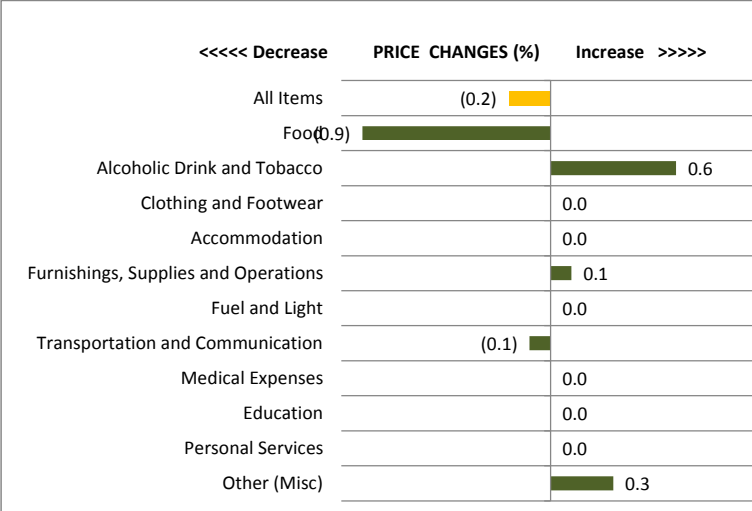 <<<<< Decrease PRICE CHANGES (%) Increase >>>>>
All Items (0.2)
Food (0.9)
Alcoholic Drink and Tobacco 0.6
Clothing and Footwear 0.0
Accommodation 0.0
Furnishings, Supplies and Operations 0.1
Fuel and Light 0.0
Transportation and Communication (0.1)
Medical Expenses 0.0
Education 0.0
Personal Services 0.0
Other (Misc) 0.3